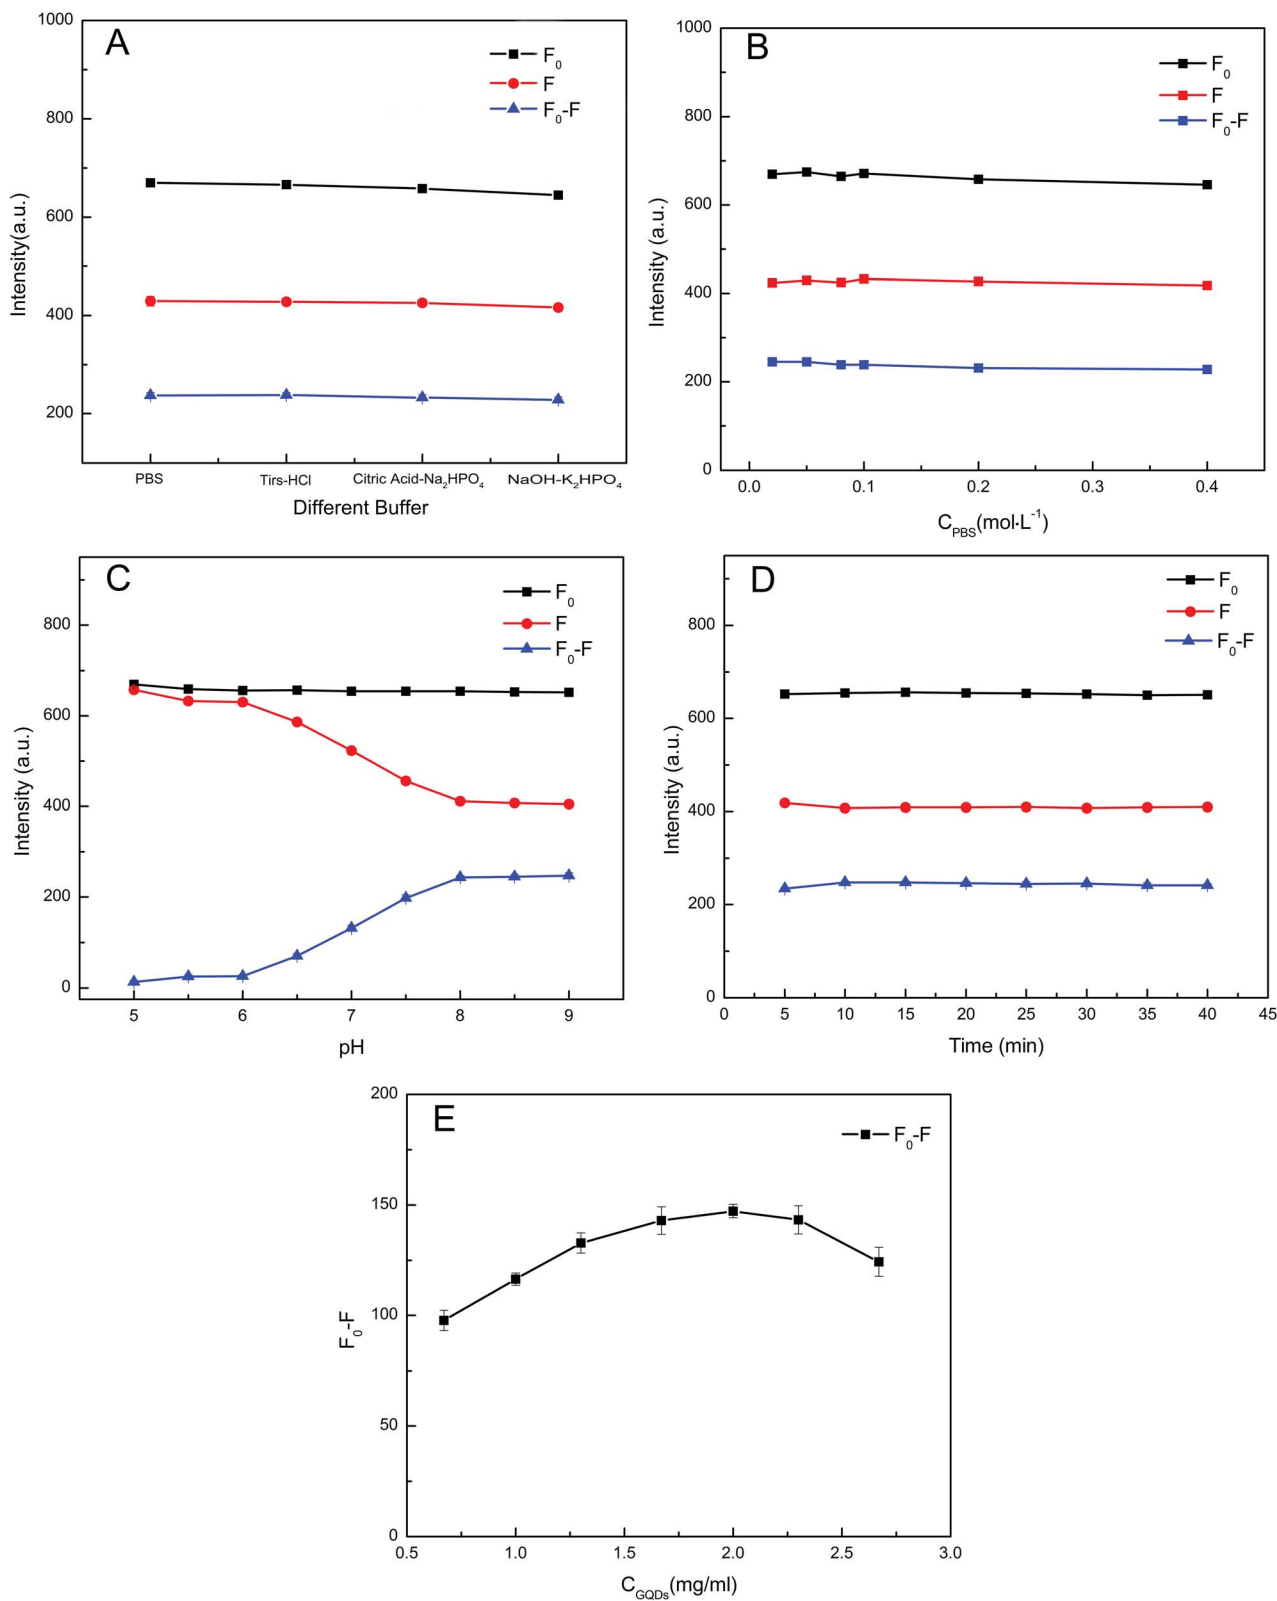 A
F₀
F
F₀-F
1000
800
600
400
200
Intensity(a.u.)
PBS
Tirs-HCl
Citric Acid-Na₂HPO₄
NaOH-K₂HPO₄
Different Buffer
B
F₀
F
F₀-F
1000
800
600
400
200
0
Intensity (a.u.)
0.0 0.1 0.2 0.3 0.4
C_PBS(mol·L⁻¹)
C
F₀
F
F₀-F
800
600
400
200
0
Intensity (a.u.)
5 6 7 8 9
pH
D
F₀
F
F₀-F
800
600
400
200
0
Intensity (a.u.)
0 5 10 15 20 25 30 35 40 45
Time (min)
E
F₀-F
200
150
100
50
0
F₀-F
0.5 1.0 1.5 2.0 2.5 3.0
C_GQDs(mg/ml)